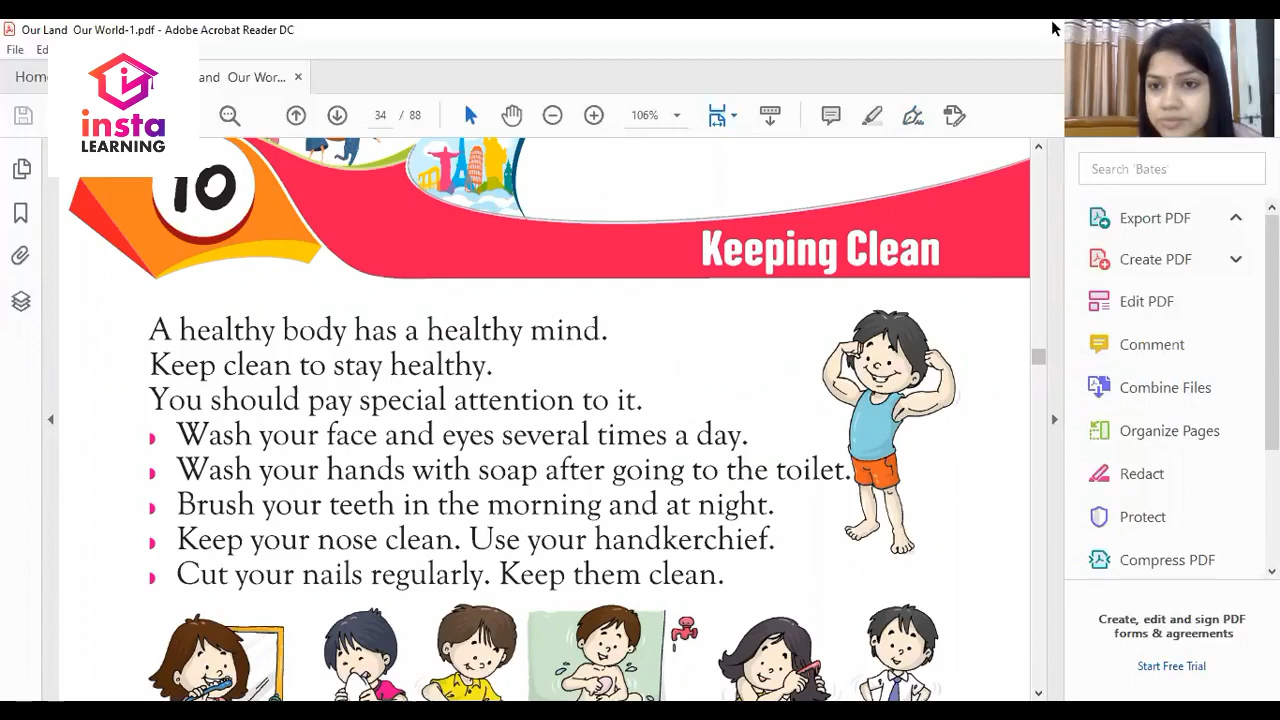 Our Land  Our World-1.pdf - Adobe Acrobat Reader DC
File
Ed
Hom
and  Our Wor...
insta
LEARNING
34 / 88
106%
10
Keeping Clean
A healthy body has a healthy mind.
Keep clean to stay healthy.
You should pay special attention to it.
Wash your face and eyes several times a day.
Wash your hands with soap after going to the toilet.
Brush your teeth in the morning and at night.
Keep your nose clean. Use your handkerchief.
Cut your nails regularly. Keep them clean.
Search 'Bates'
Export PDF
Create PDF
Edit PDF
Comment
Combine Files
Organize Pages
Redact
Protect
Compress PDF
Create, edit and sign PDF
forms & agreements
Start Free Trial